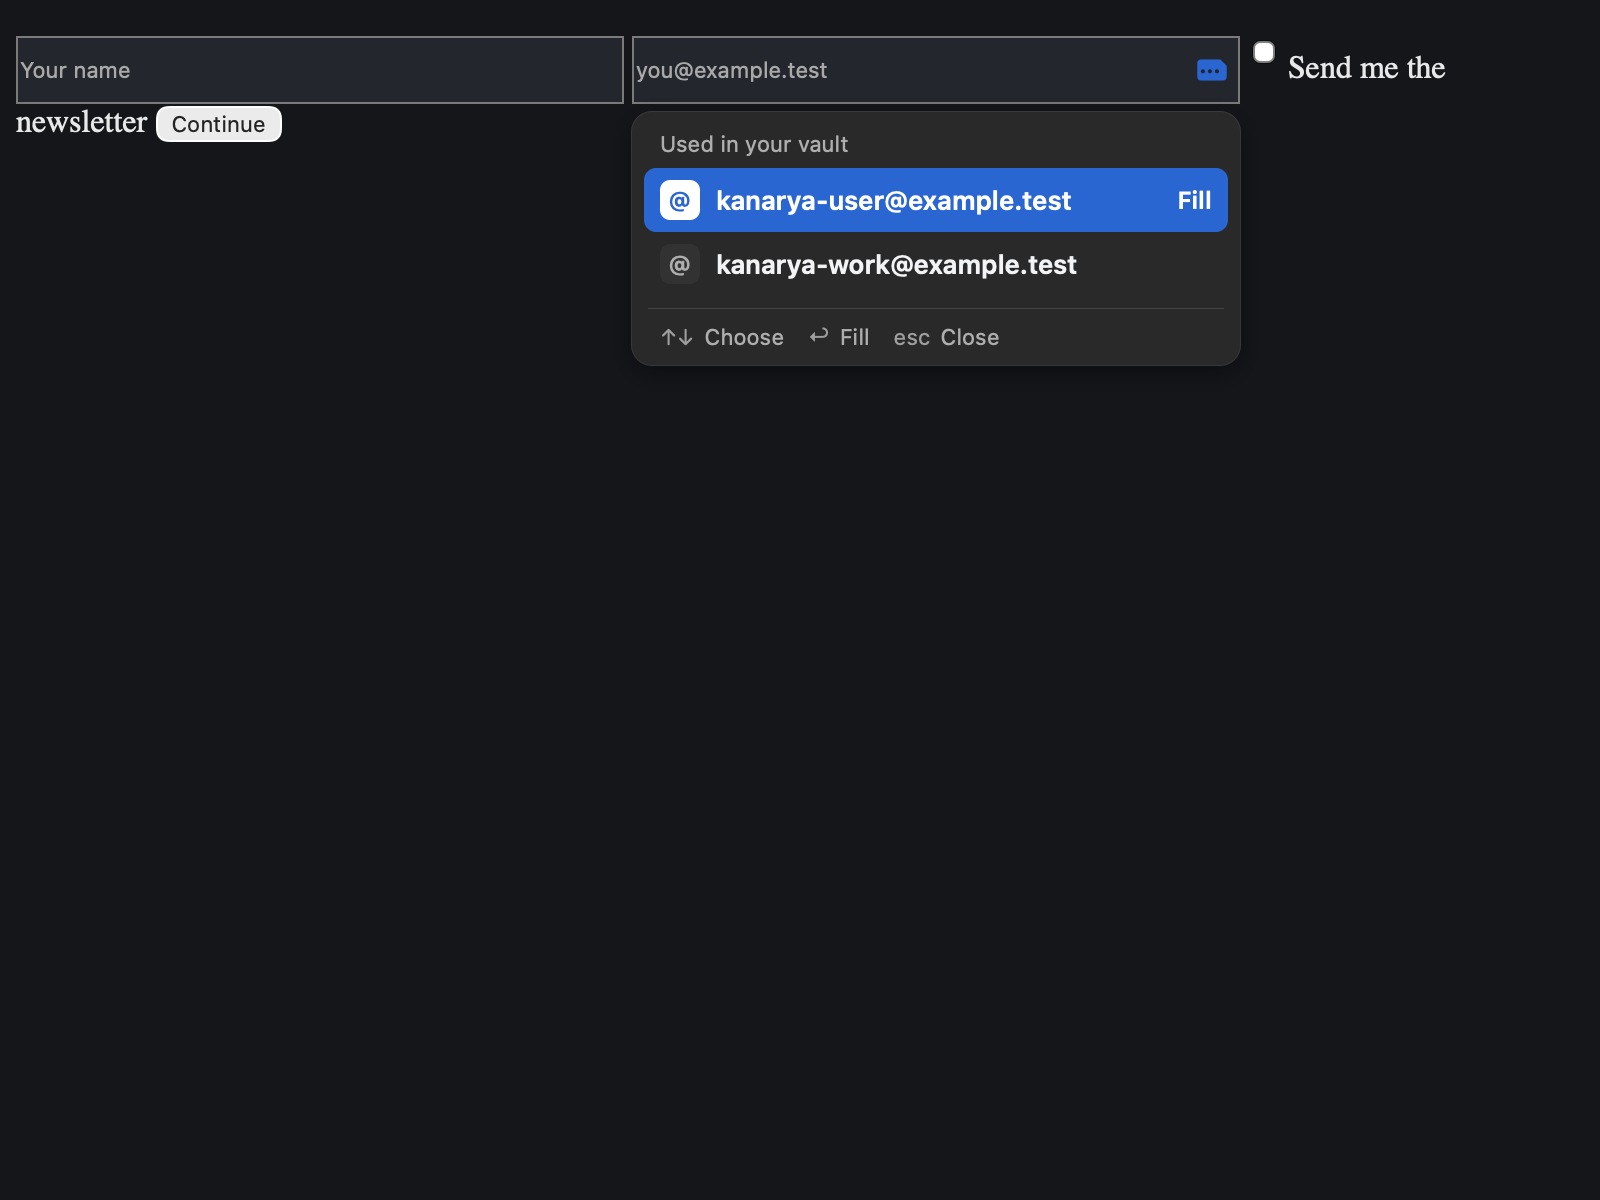 Your name
you@example.test
Send me the
newsletter
Continue
Used in your vault
@ kanarya-user@example.test Fill
@ kanarya-work@example.test
↑↓ Choose ↩ Fill esc Close